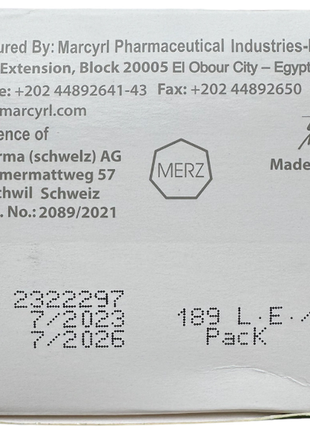 ured By: Marcyrl Pharmaceutical Industries-
Extension, Block 20005 El Obour City – Egypt
e: +202 44892641-43 Fax: +202 44892650
marcyrl.com
ence of
rma (schwelz) AG
mermattweg 57
chwil Schweiz
. No.: 2089/2021
MERZ
Made
2322297
7/2023
7/2026
189 L.E.
Pack